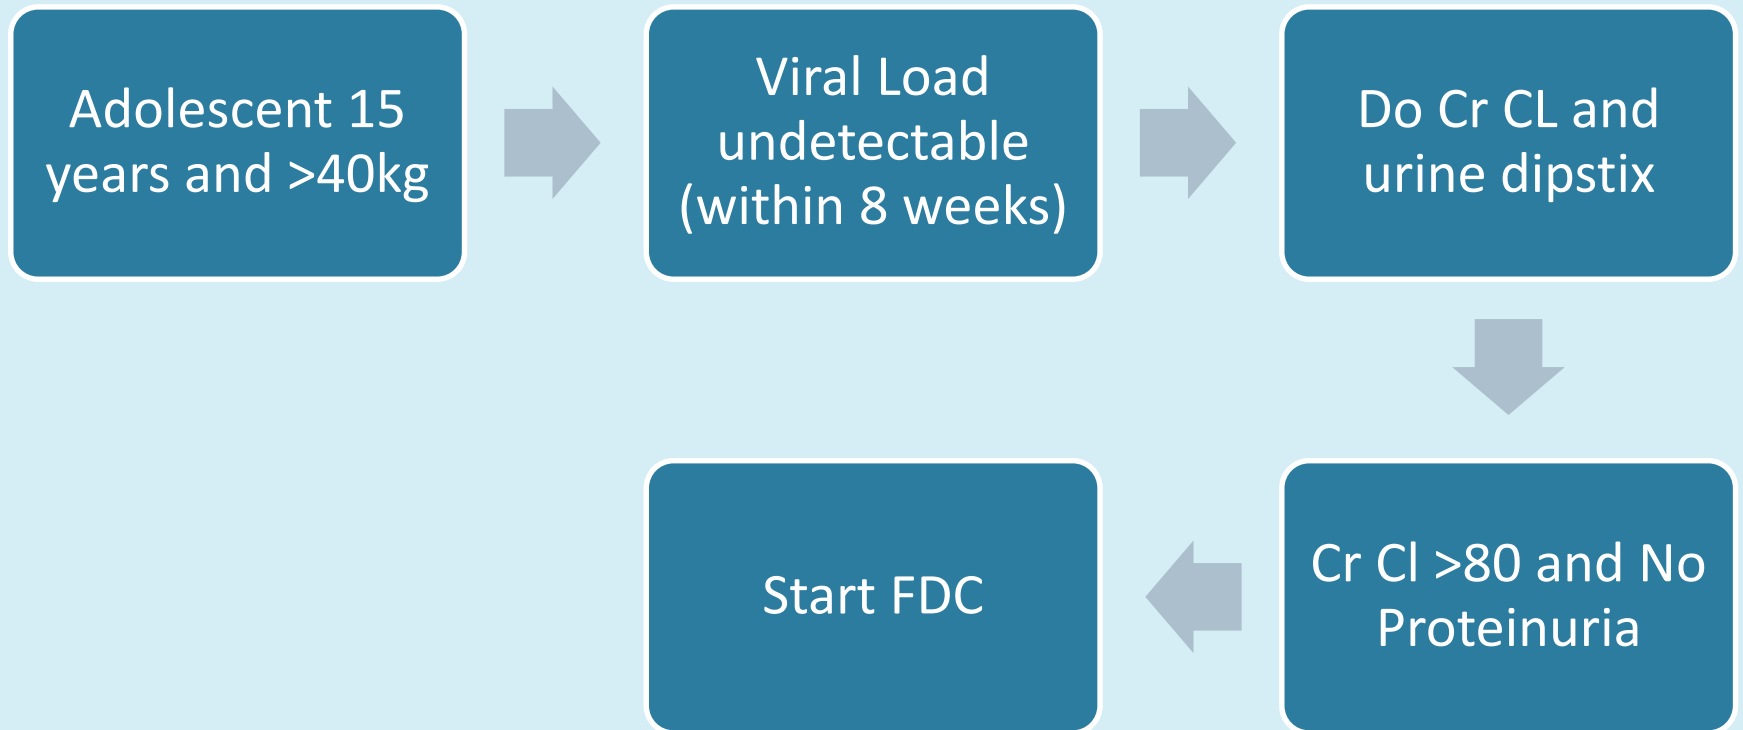 Adolescent 15
years and >40kg
Viral Load
undetectable
(within 8 weeks)
Do Cr CL and
urine dipstix
Cr Cl >80 and No
Proteinuria
Start FDC